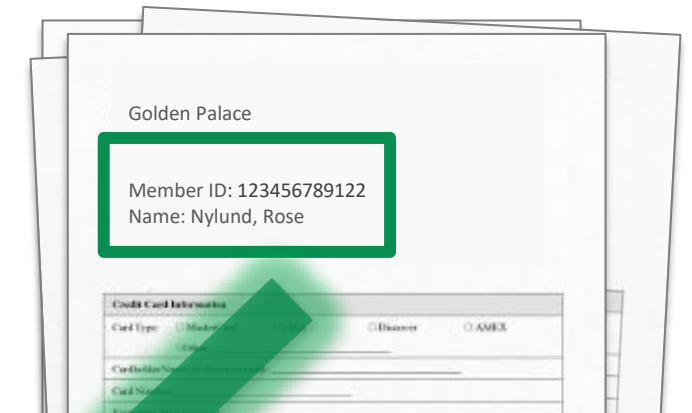 Golden Palace
Member ID: 123456789122
Name: Nylund, Rose
Credit Card Information
Card Type: Discover AMEX
Card Number